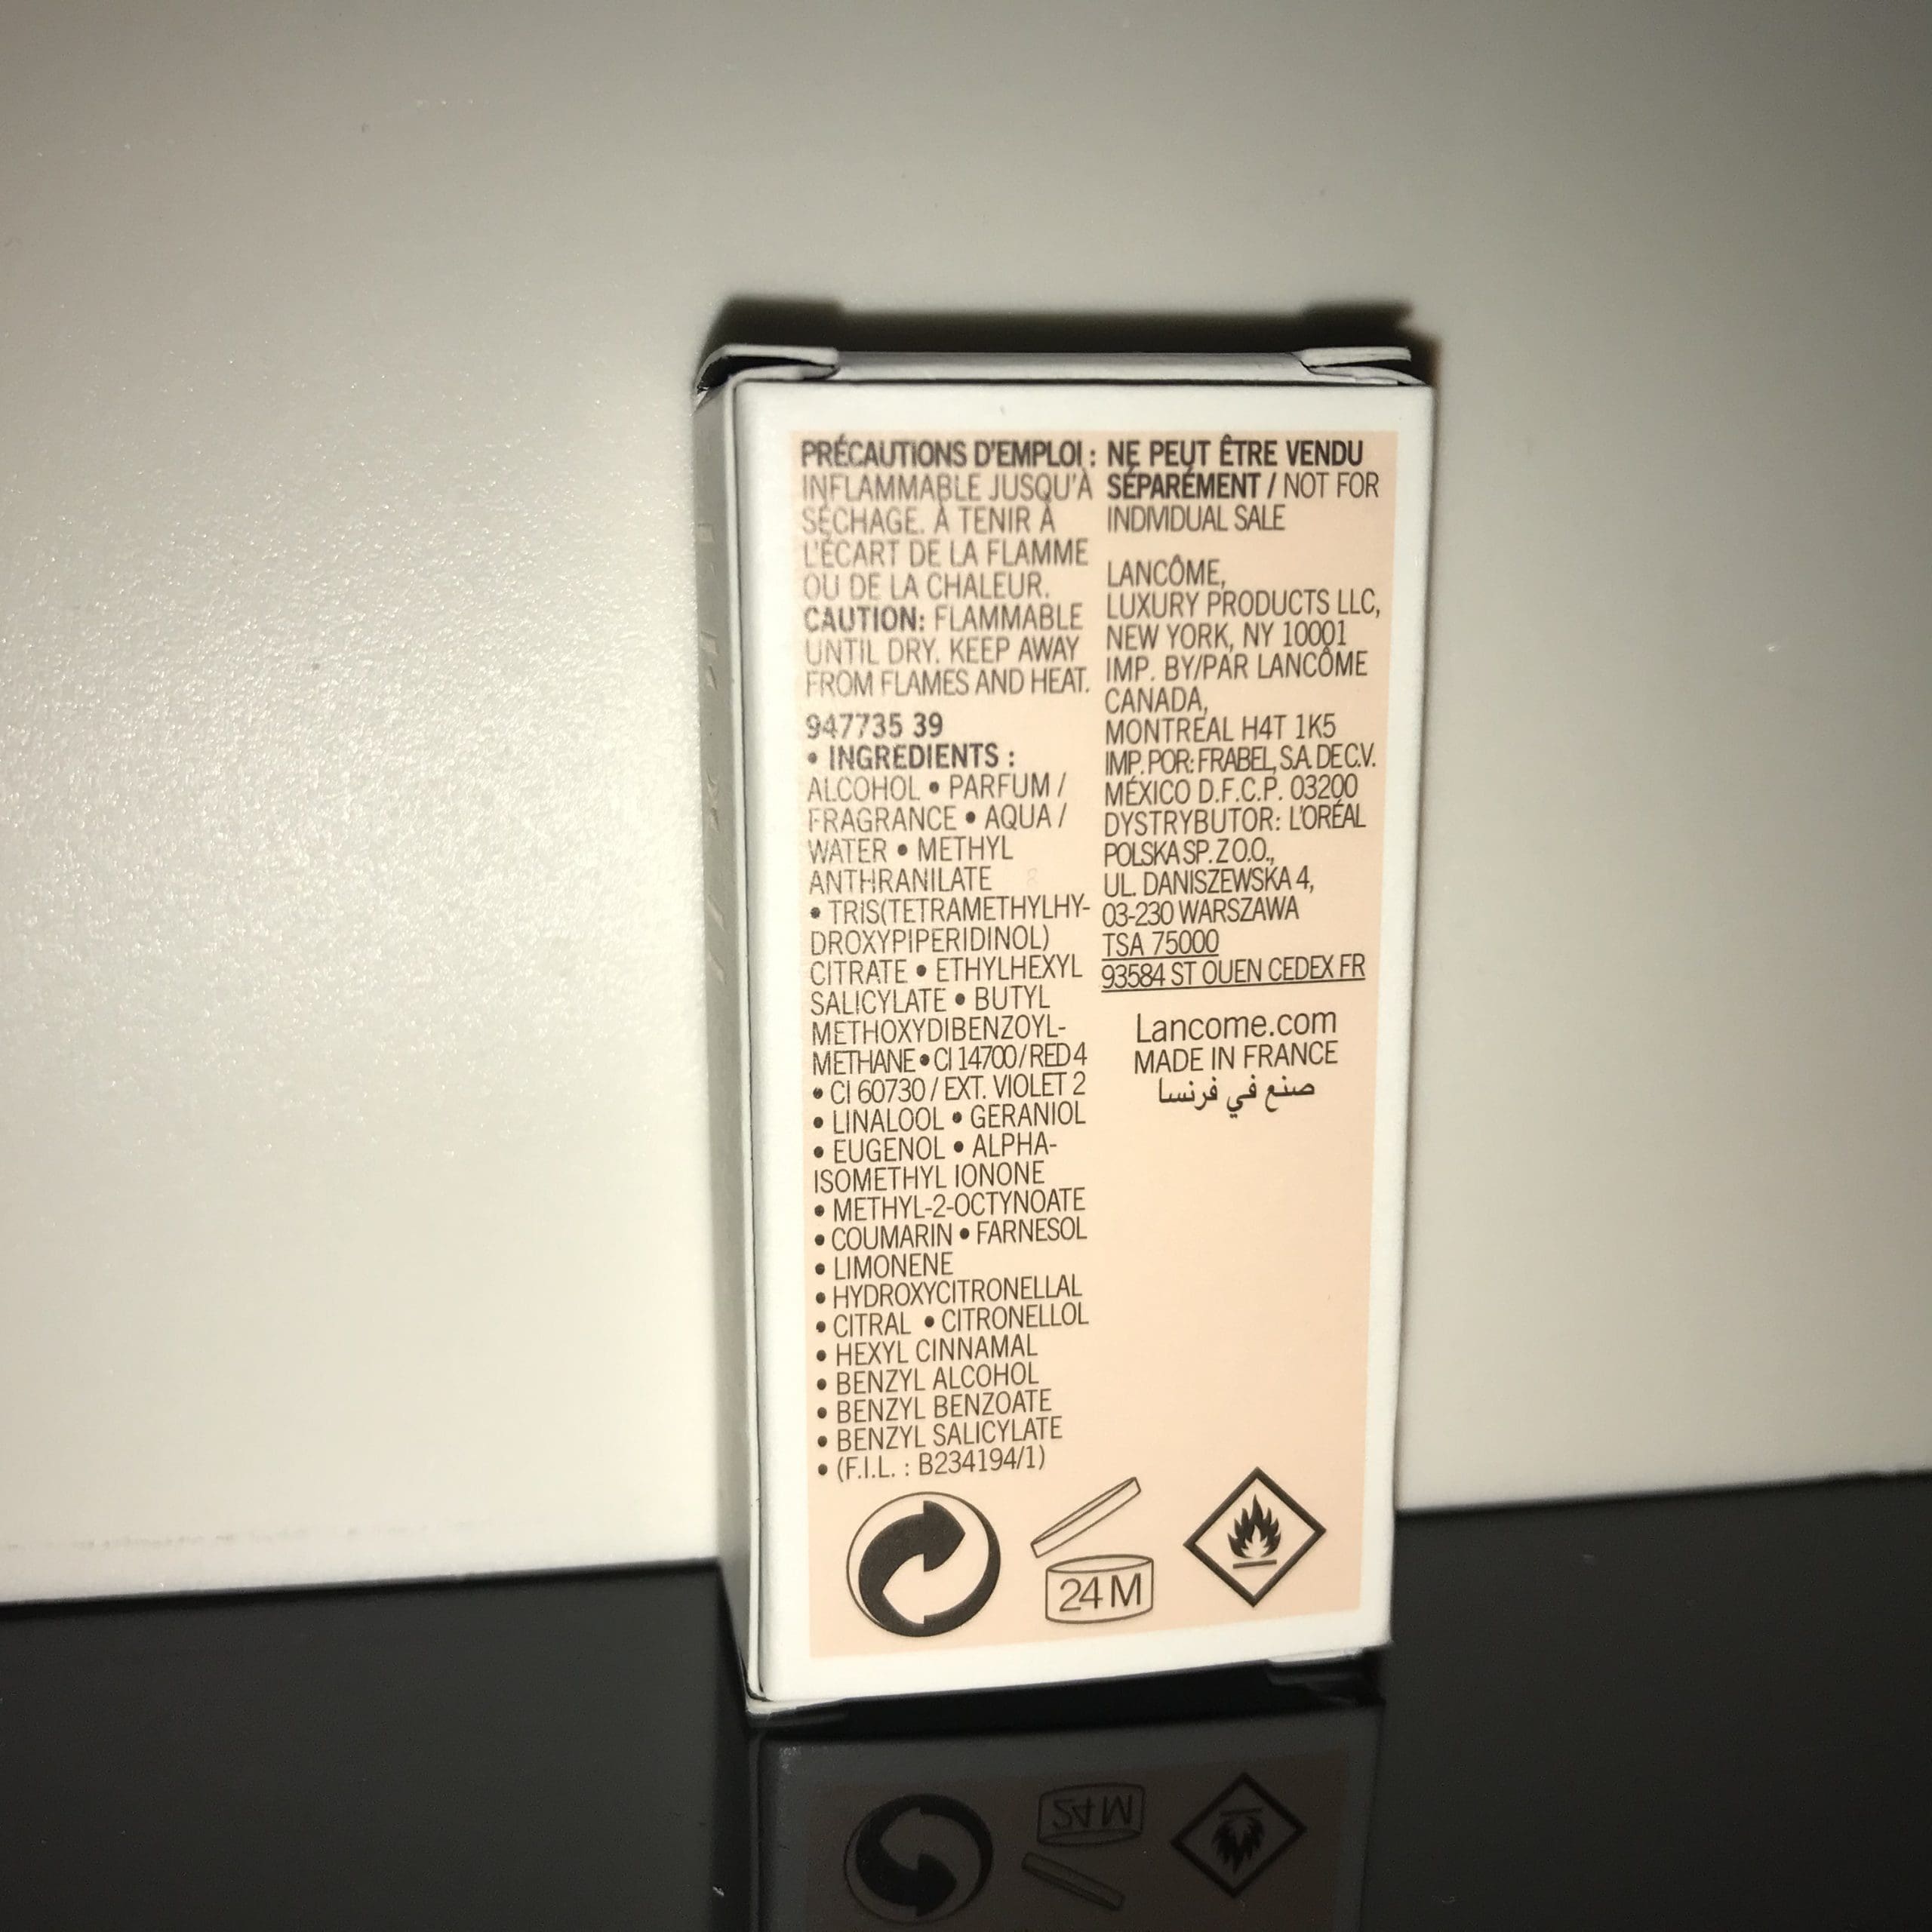 PRÉCAUTIONS D'EMPLOI :
INFLAMMABLE JUSQU'À
SÉCHAGE. À TENIR À
L'ÉCART DE LA FLAMME
OU DE LA CHALEUR.
CAUTION: FLAMMABLE
UNTIL DRY. KEEP AWAY
FROM FLAMES AND HEAT.
947735 39
• INGREDIENTS :
ALCOHOL • PARFUM /
FRAGRANCE • AQUA /
WATER • METHYL
ANTHRANILATE
• TRIS(TETRAMETHYLHY-
DROXYPIPERIDINOL)
CITRATE • ETHYLHEXYL
SALICYLATE • BUTYL
METHOXYDIBENZOYL-
METHANE • CI 14700 / RED 4
• CI 60730 / EXT. VIOLET 2
• LINALOOL • GERANIOL
• EUGENOL • ALPHA-
ISOMETHYL IONONE
• METHYL-2-OCTYNOATE
• COUMARIN • FARNESOL
• LIMONENE
• HYDROXYCITRONELLAL
• CITRAL • CITRONELLOL
• HEXYL CINNAMAL
• BENZYL ALCOHOL
• BENZYL BENZOATE
• BENZYL SALICYLATE
• (F.I.L. : B234194/1)
NE PEUT ÊTRE VENDU
SÉPARÉMENT / NOT FOR
INDIVIDUAL SALE
LANCÔME,
LUXURY PRODUCTS LLC,
NEW YORK, NY 10001
IMP. BY/PAR LANCÔME
CANADA,
MONTRÉAL H4T 1K5
IMP. POR: FRABEL, S.A. DE C.V.
MÉXICO D.F. C.P. 03200
DYSTRYBUTOR: L'ORÉAL
POLSKA SP. Z O.O.,
UL. DANISZEWSKA 4,
03-230 WARSZAWA
TSA 75000
93584 ST OUEN CEDEX FR
Lancome.com
MADE IN FRANCE
صنع في فرنسا
24 M